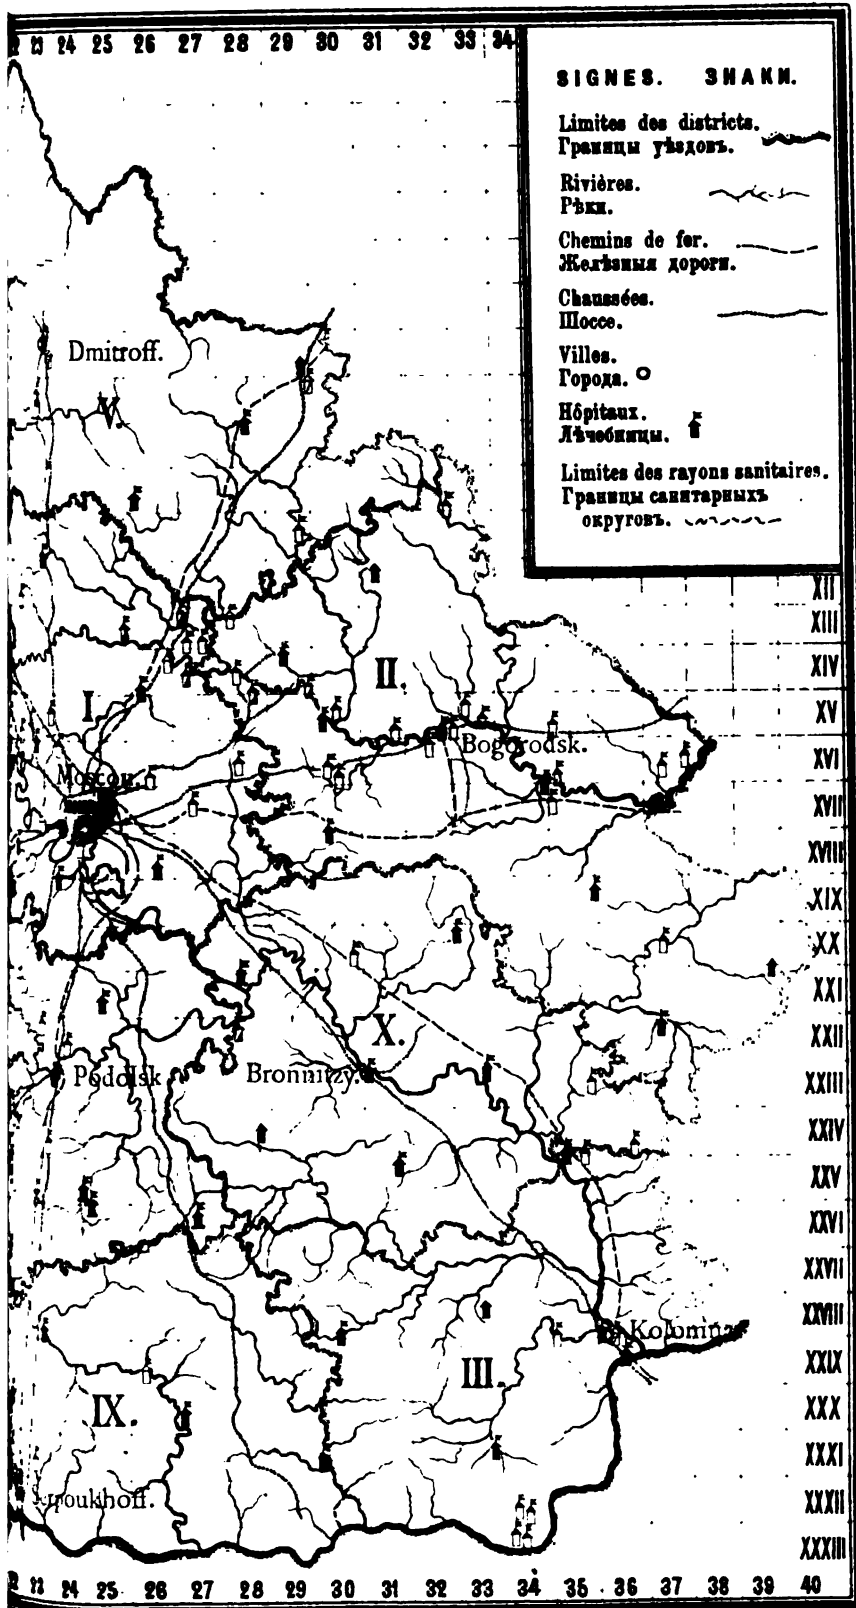 23 24 25 26 27 28 29 30 31 32 33 34
SIGNES. ЗНАКИ.
Limites des districts.
Границы уѣздовъ.
Rivières.
Рѣки.
Chemins de fer.
Желѣзныя дороги.
Chaussées.
Шоссе.
Villes.
Города.
Hôpitaux.
Лѣчебницы.
Limites des rayons sanitaires.
Границы санитарныхъ
округовъ.
Dmitroff.
V.
XII
XIII
XIV
II.
I
XV
Bogorodsk.
XVI
Moscou.
XVII
XVIII
XIX
XX
XXI
X.
XXII
Podolsk
Bronnitzy.
XXIII
XXIV
XXV
XXVI
XXVII
XXVIII
Kolomna
XXIX
III.
IX.
XXX
XXXI
XXXII
XXXIII
23 24 25 26 27 28 29 30 31 32 33 34 35 36 37 38 39 40